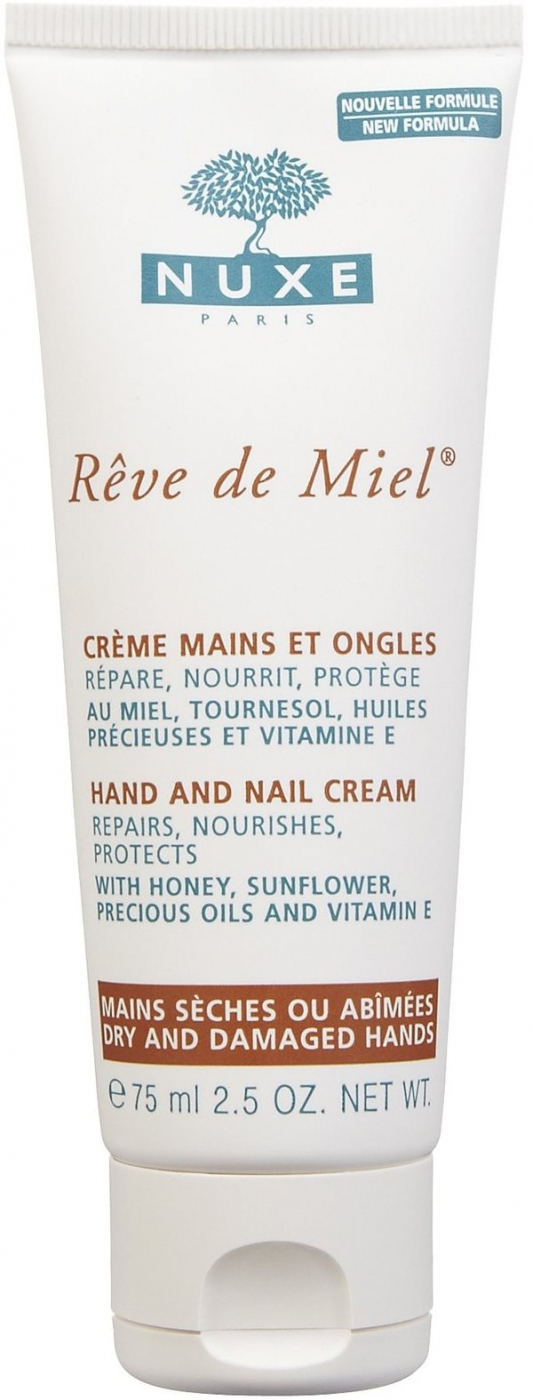 NOUVELLE FORMULE
NEW FORMULA
NUXE
PARIS
Rêve de Miel®
CRÈME MAINS ET ONGLES
RÉPARE, NOURRIT, PROTÈGE
AU MIEL, TOURNESOL, HUILES
PRÉCIEUSES ET VITAMINE E
HAND AND NAIL CREAM
REPAIRS, NOURISHES,
PROTECTS
WITH HONEY, SUNFLOWER,
PRECIOUS OILS AND VITAMIN E
MAINS SÈCHES OU ABÎMÉES
DRY AND DAMAGED HANDS
℮75 ml 2.5 OZ. NET WT.